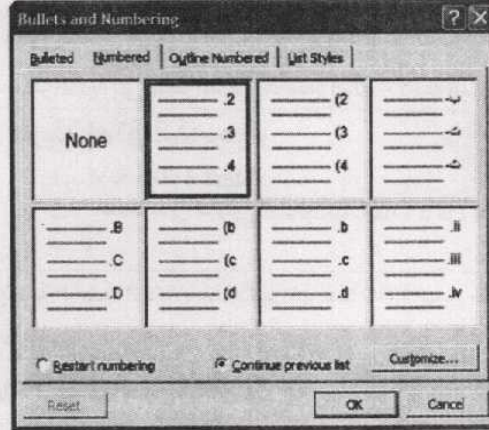 Bullets and Numbering
Bulleted Numbered Outline Numbered List Styles
None
.2
.3
.4
(2
(3
(4
ب-
ت-
ث-
.B
.C
.D
(b
(c
(d
.b
.c
.d
.ii
.iii
.iv
Restart numbering Continue previous list Customize...
Reset OK Cancel